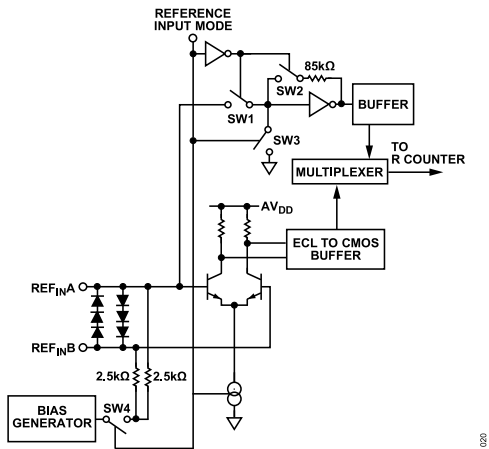 REFERENCE
INPUT MODE
85kΩ
SW2
SW1
BUFFER
SW3
TO
R COUNTER
MULTIPLEXER
AVDD
ECL TO CMOS
BUFFER
REFINA
REFINB
2.5kΩ
2.5kΩ
BIAS
GENERATOR
SW4
020